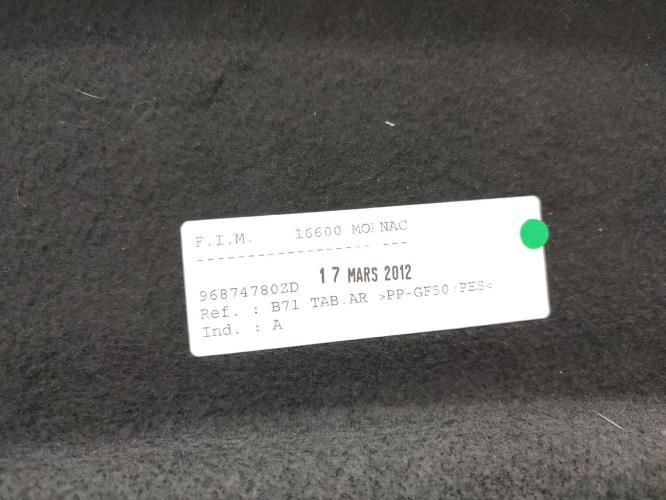 F.I.M. 16600 MORNAC
--------------------
96874780ZD 17 MARS 2012
Ref. : B71 TAB.AR >PP-GF50:PES<
Ind. : A